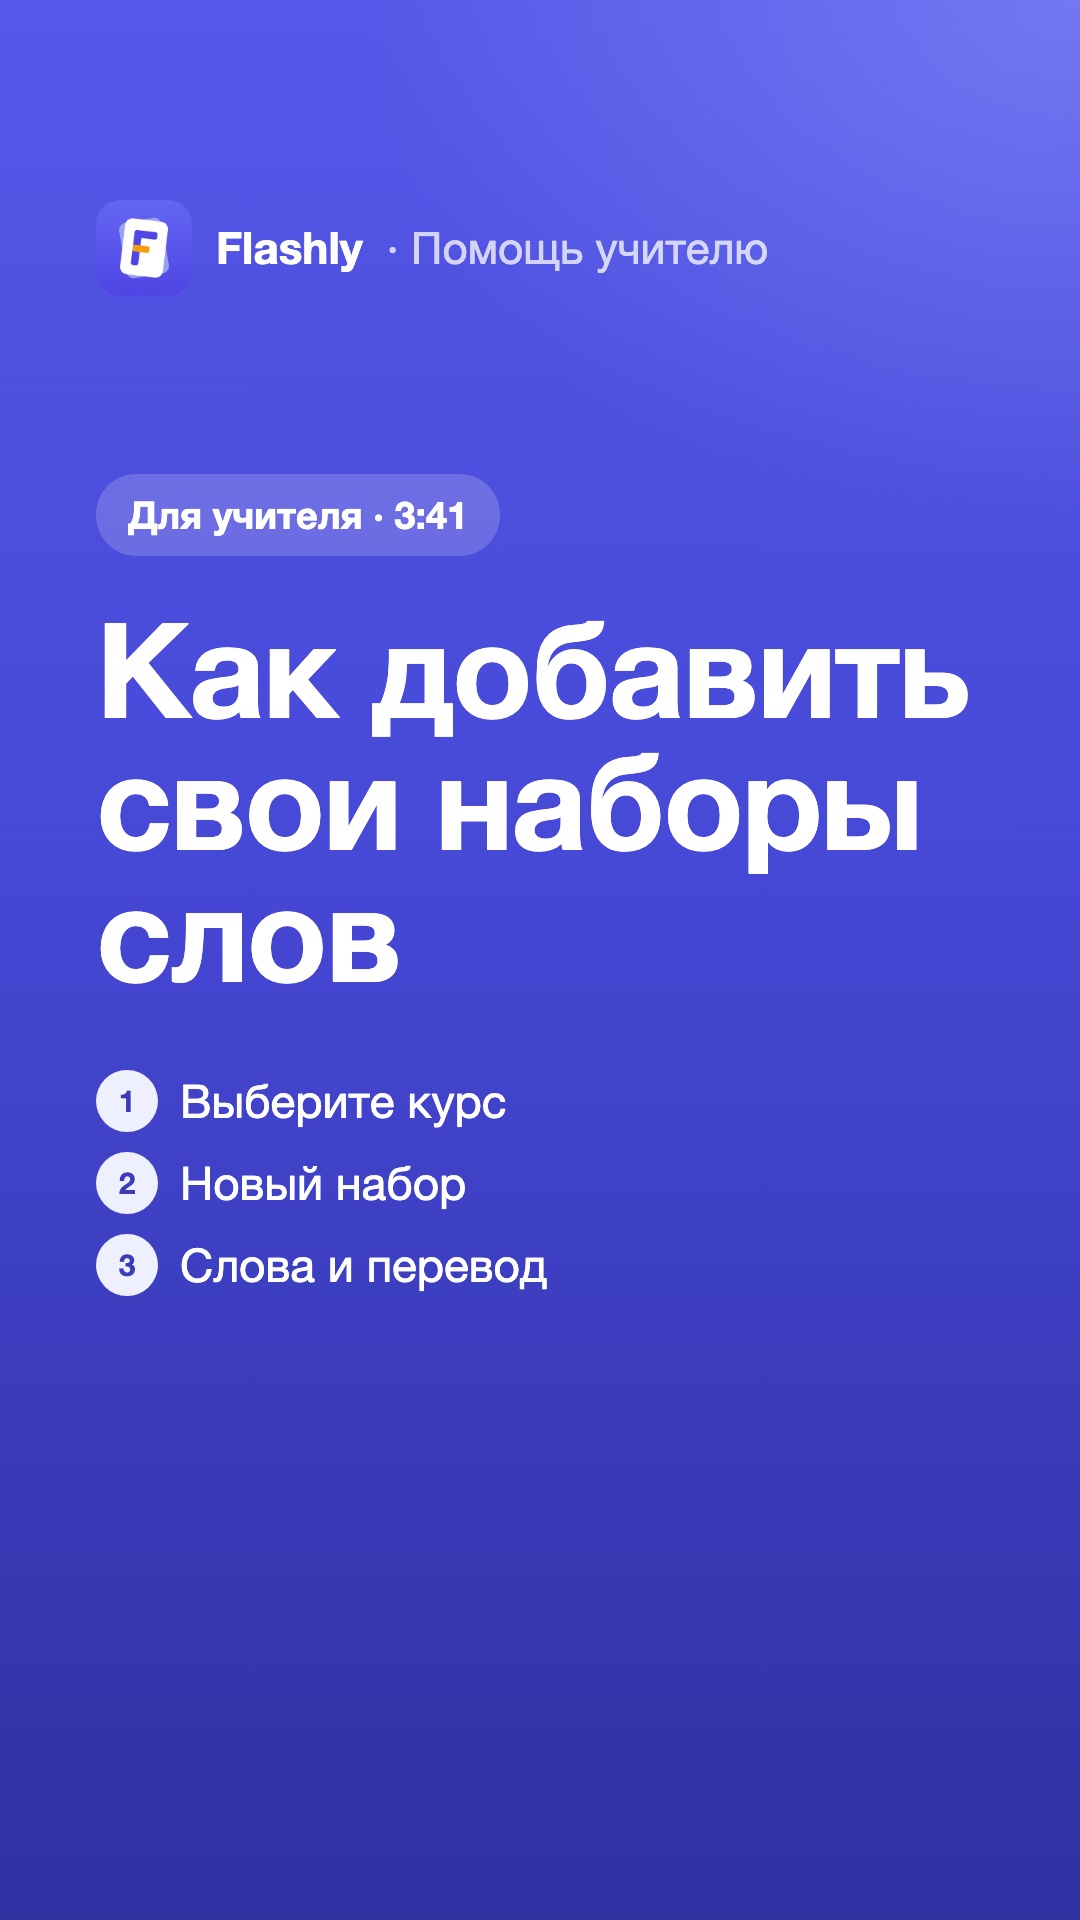 Flashly · Помощь учителю
Для учителя · 3:41
Как добавить
свои наборы
слов
1 Выберите курс
2 Новый набор
3 Слова и перевод